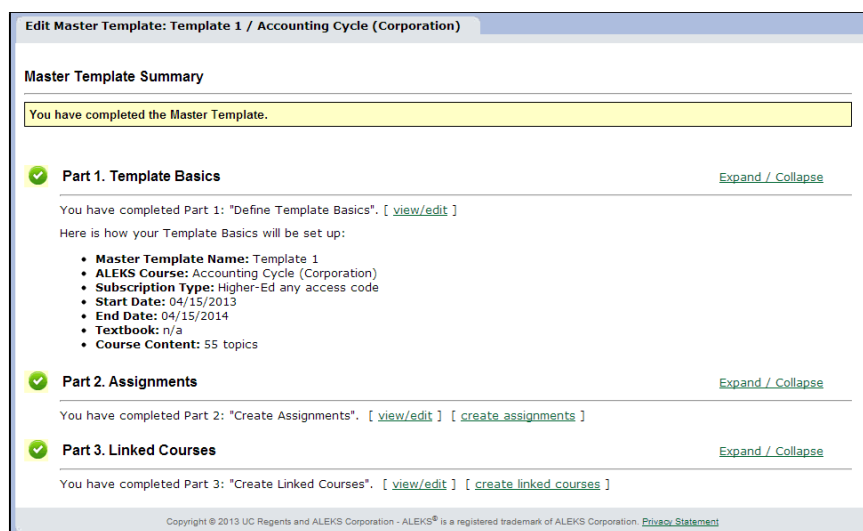 Edit Master Template: Template 1 / Accounting Cycle (Corporation)
Master Template Summary
You have completed the Master Template.
Part 1. Template Basics
Expand / Collapse
You have completed Part 1: "Define Template Basics". [ view/edit ]
Here is how your Template Basics will be set up:
• Master Template Name: Template 1
• ALEKS Course: Accounting Cycle (Corporation)
• Subscription Type: Higher-Ed any access code
• Start Date: 04/15/2013
• End Date: 04/15/2014
• Textbook: n/a
• Course Content: 55 topics
Part 2. Assignments
Expand / Collapse
You have completed Part 2: "Create Assignments". [ view/edit ] [ create assignments ]
Part 3. Linked Courses
Expand / Collapse
You have completed Part 3: "Create Linked Courses". [ view/edit ] [ create linked courses ]
Copyright © 2013 UC Regents and ALEKS Corporation - ALEKS® is a registered trademark of ALEKS Corporation. Privacy Statement